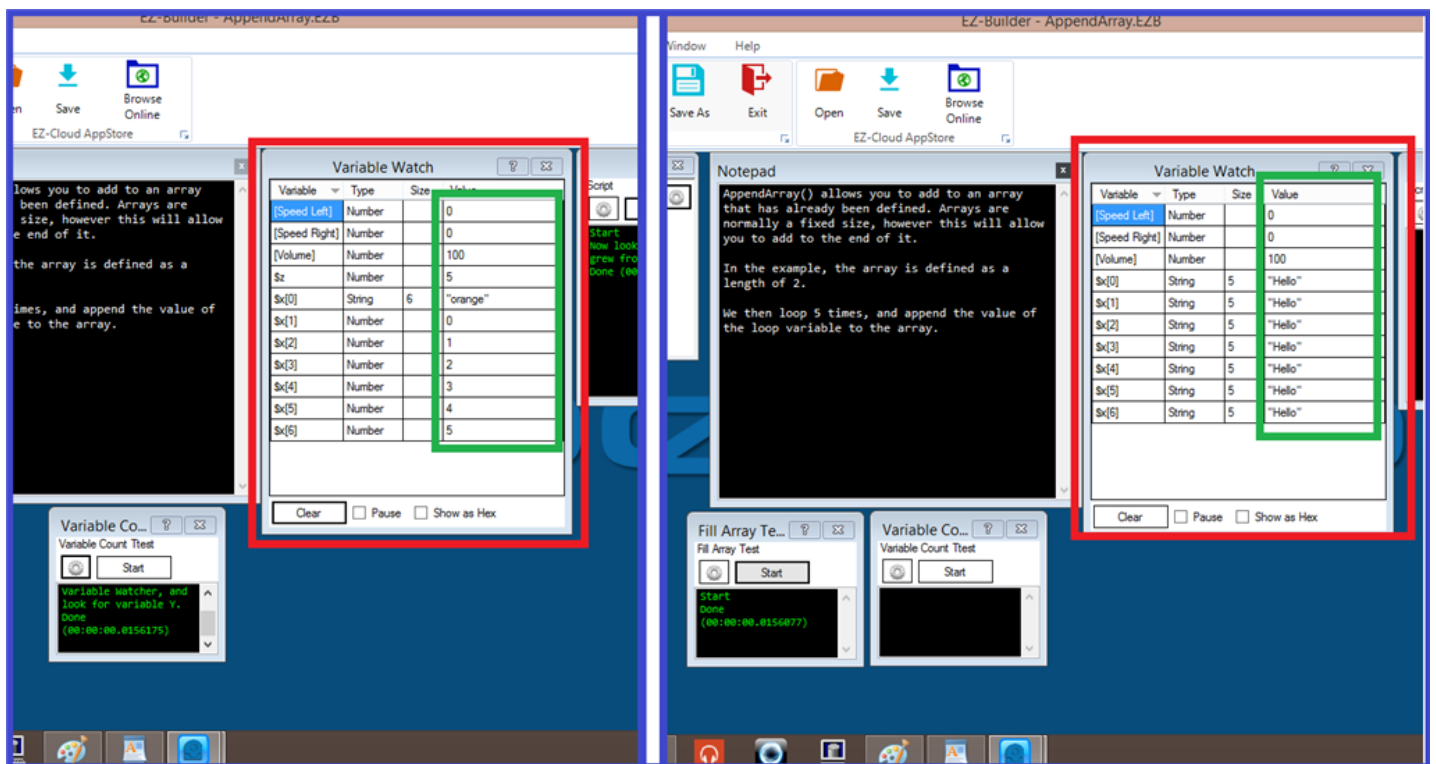 EZ-Builder - AppendArray.EZB
Save
Browse
Online
EZ-Cloud AppStore
lows you to add to an array
been defined. Arrays are
size, however this will allow
e end of it.
the array is defined as a
imes, and append the value of
e to the array.
Variable Watch
Variable Type Size Value
[Speed Left] Number 0
[Speed Right] Number 0
[Volume] Number 100
$z Number 5
$x[0] String 6 "orange"
$x[1] Number 0
$x[2] Number 1
$x[3] Number 2
$x[4] Number 3
$x[5] Number 4
$x[6] Number 5
Clear Pause Show as Hex
Script
Start
Now look
grew fro
Done (00
Variable Co...
Variable Count Ttest
Start
Variable Watcher, and
look for variable Y.
Done
(00:00:00.0156175)
EZ-Builder - AppendArray.EZB
Window Help
Save As Exit Open Save
Browse
Online
EZ-Cloud AppStore
Notepad
AppendArray() allows you to add to an array
that has already been defined. Arrays are
normally a fixed size, however this will allow
you to add to the end of it.
In the example, the array is defined as a
length of 2.
We then loop 5 times, and append the value of
the loop variable to the array.
Variable Watch
Variable Type Size Value
[Speed Left] Number 0
[Speed Right] Number 0
[Volume] Number 100
$x[0] String 5 "Hello"
$x[1] String 5 "Hello"
$x[2] String 5 "Hello"
$x[3] String 5 "Hello"
$x[4] String 5 "Hello"
$x[5] String 5 "Hello"
$x[6] String 5 "Hello"
Clear Pause Show as Hex
Fill Array Te...
Fill Array Test
Start
Start
Done
(00:00:00.0156077)
Variable Co...
Variable Count Ttest
Start